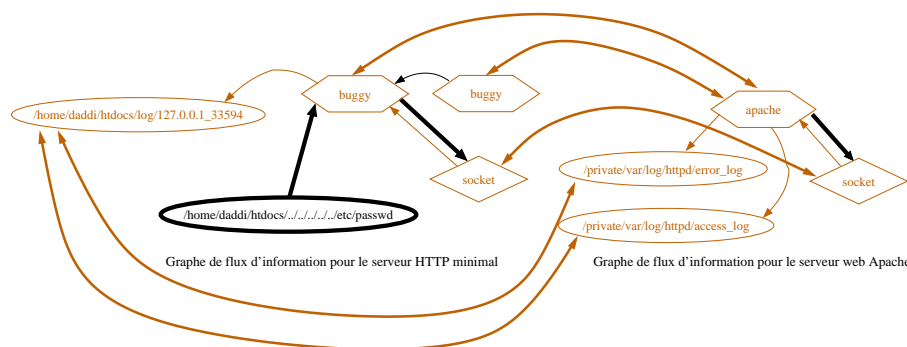 buggy
buggy
apache
/home/daddi/htdocs/log/127.0.0.1_33594
/private/var/log/httpd/error_log
socket
socket
/home/daddi/htdocs/../../../../../etc/passwd
/private/var/log/httpd/access_log
Graphe de flux d'information pour le serveur HTTP minimal
Graphe de flux d'information pour le serveur web Apache